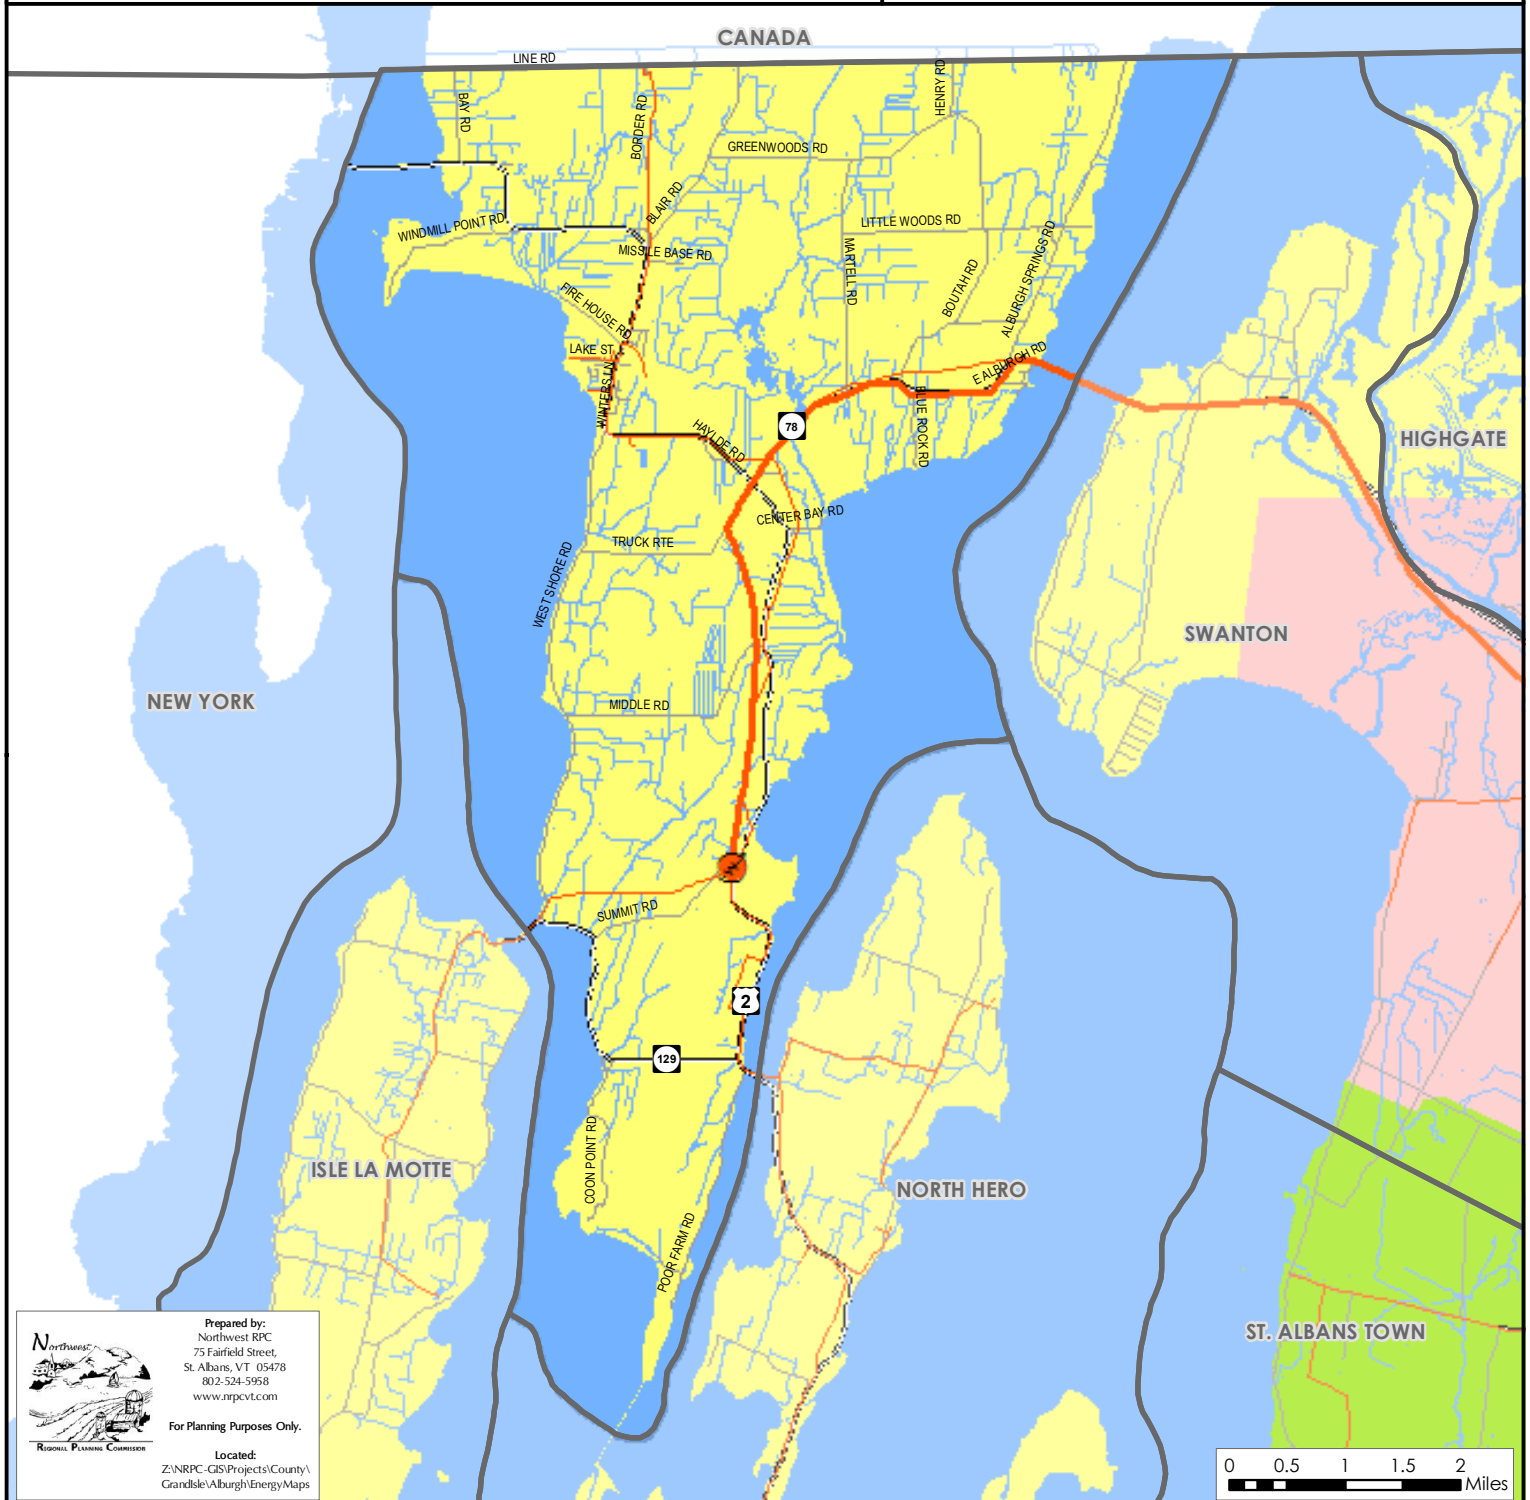 CANADA
LINE RD
BAY RD
BORDER RD
HENRY RD
GREENWOODS RD
BLAIR RD
WINDMILL POINT RD
LITTLE WOODS RD
MISSILE BASE RD
MARTELL RD
BOUTAH RD
ALBURGH SPRINGS RD
FIRE HOUSE RD
LAKE ST
WINTERS LN
E ALBURGH RD
BLUE ROCK RD
HAYLDE RD
78
HIGHGATE
CENTER BAY RD
TRUCK RTE
WEST SHORE RD
SWANTON
NEW YORK
MIDDLE RD
SUMMIT RD
2
129
COON POINT RD
ISLE LA MOTTE
NORTH HERO
POOR FARM RD
ST. ALBANS TOWN
Northwest
REGIONAL PLANNING COMMISSION
Prepared by:
Northwest RPC
75 Fairfield Street,
St. Albans, VT 05478
802-524-5958
www.nrpcvt.com
For Planning Purposes Only.
Located:
Z:\NRPC-GIS\Projects\County\
GrandIsle\Alburgh\EnergyMaps
0 0.5 1 1.5 2
Miles